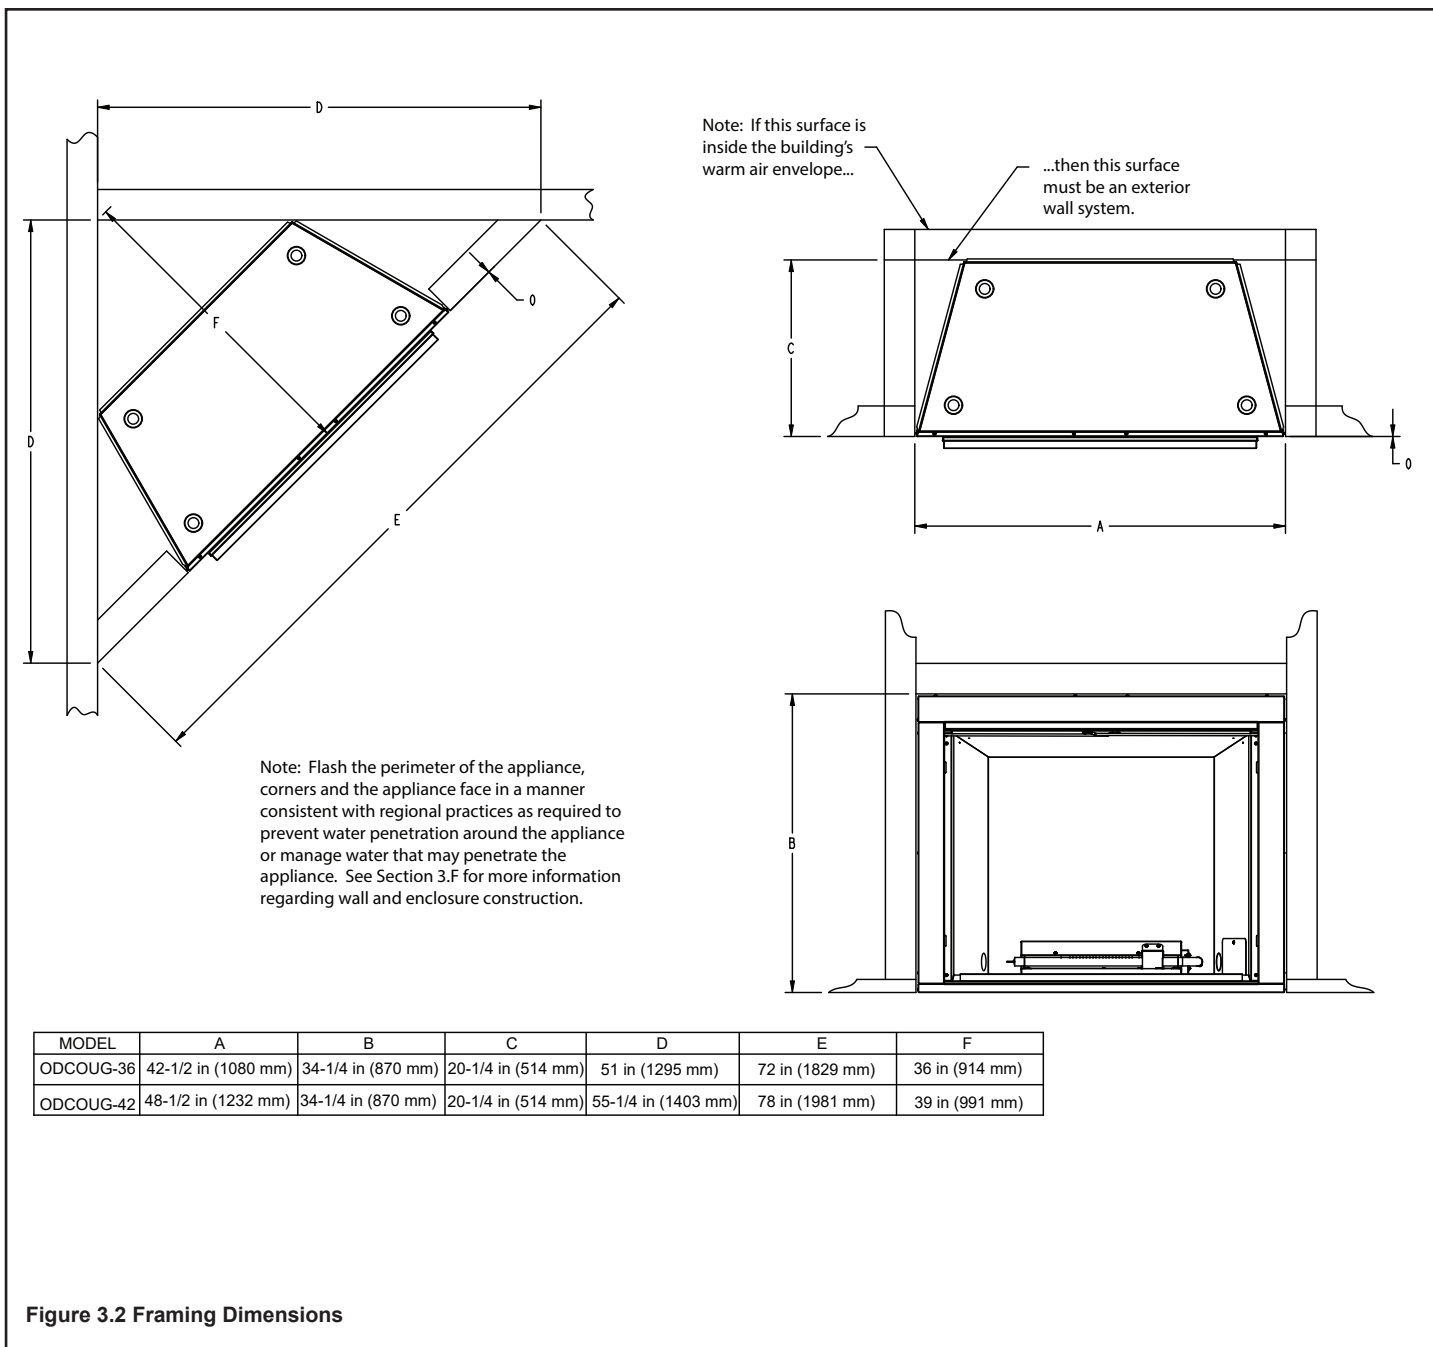 D
Note: If this surface is
inside the building's
warm air envelope...
...then this surface
must be an exterior
wall system.
0
F
C
D
0
E
A
Note: Flash the perimeter of the appliance,
corners and the appliance face in a manner
consistent with regional practices as required to
prevent water penetration around the appliance
or manage water that may penetrate the
appliance. See Section 3.F for more information
regarding wall and enclosure construction.
B
MODEL A B C D E F
ODCOUG-36 42-1/2 in (1080 mm) 34-1/4 in (870 mm) 20-1/4 in (514 mm) 51 in (1295 mm) 72 in (1829 mm) 36 in (914 mm)
ODCOUG-42 48-1/2 in (1232 mm) 34-1/4 in (870 mm) 20-1/4 in (514 mm) 55-1/4 in (1403 mm) 78 in (1981 mm) 39 in (991 mm)
Figure 3.2 Framing Dimensions